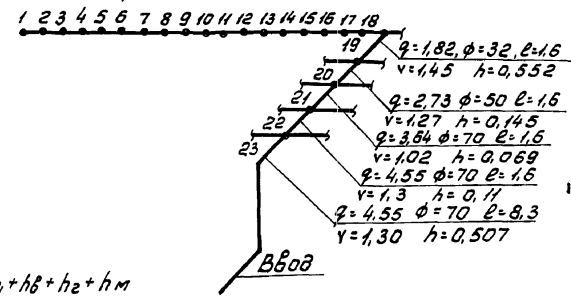 1 2 3 4 5 6 7 8 9 10 11 12 13 14 15 16 17 18
19
q=1,82, ф=32, ℓ=1.6
v=1,45 h=0,552
20
q=2,73 ф=50 ℓ=1,6
v=1,27 h=0,145
21
q=3,64 ф=70 ℓ=1,6
v=1,02 h=0,069
22
23
q=4,55 ф=70 ℓ=1.6
v=1,3 h=0,11
q=4,55 ф=70 ℓ=8,3
v=1,30 h=0,507
Ввод
+hв+hг+hм